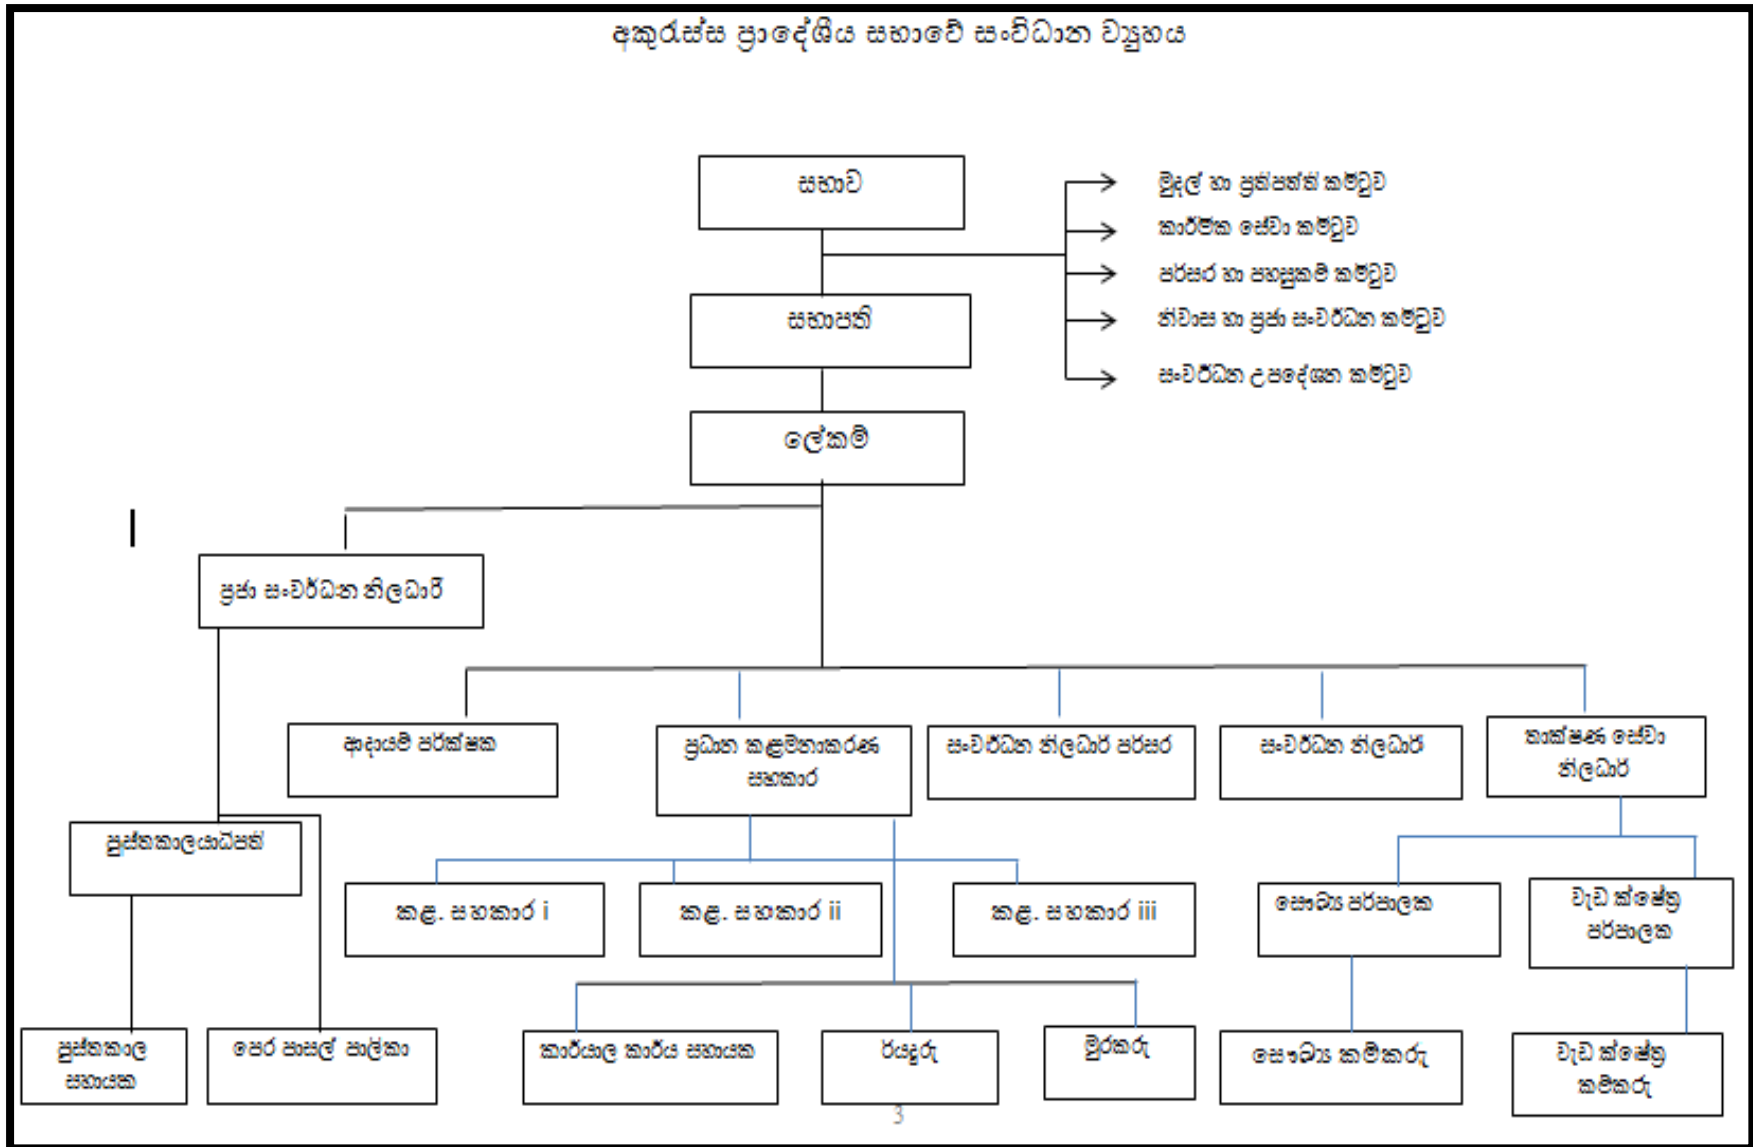 අකුරැස්ස ප්‍රාදේශීය සභාවේ සංවිධාන ව්‍යුහය
සභාව
මුදල් හා ප්‍රතිපත්ති කමිටුව
කාර්මික සේවා කමිටුව
පරිසර හා පහසුකම් කමිටුව
නිවාස හා ප්‍රජා සංවර්ධන කමිටුව
සංවර්ධන උපදේශන කමිටුව
සභාපති
ලේකම්
ප්‍රජා සංවර්ධන නිලධාරී
ආදායම් පරීක්ෂක
ප්‍රධාන කළමනාකරණ
සහකාර
සංවර්ධන නිලධාරි පරිසර
සංවර්ධන නිලධාරී
තාක්ෂණ සේවා
නිලධාරි
පුස්තකාලයාධිපති
කළ. සහකාර i
කළ. සහකාර ii
කළ. සහකාර iii
සෞඛ්‍ය පරිපාලක
වැඩ ක්ෂේත්‍ර
පරිපාලක
පුස්තකාල
සහායක
පෙර පාසල් පාලිකා
කාර්යාල කාර්ය සහායක
රියදුරු
මුරකරු
සෞඛ්‍ය කම්කරු
වැඩ ක්ෂේත්‍ර
කම්කරු
3